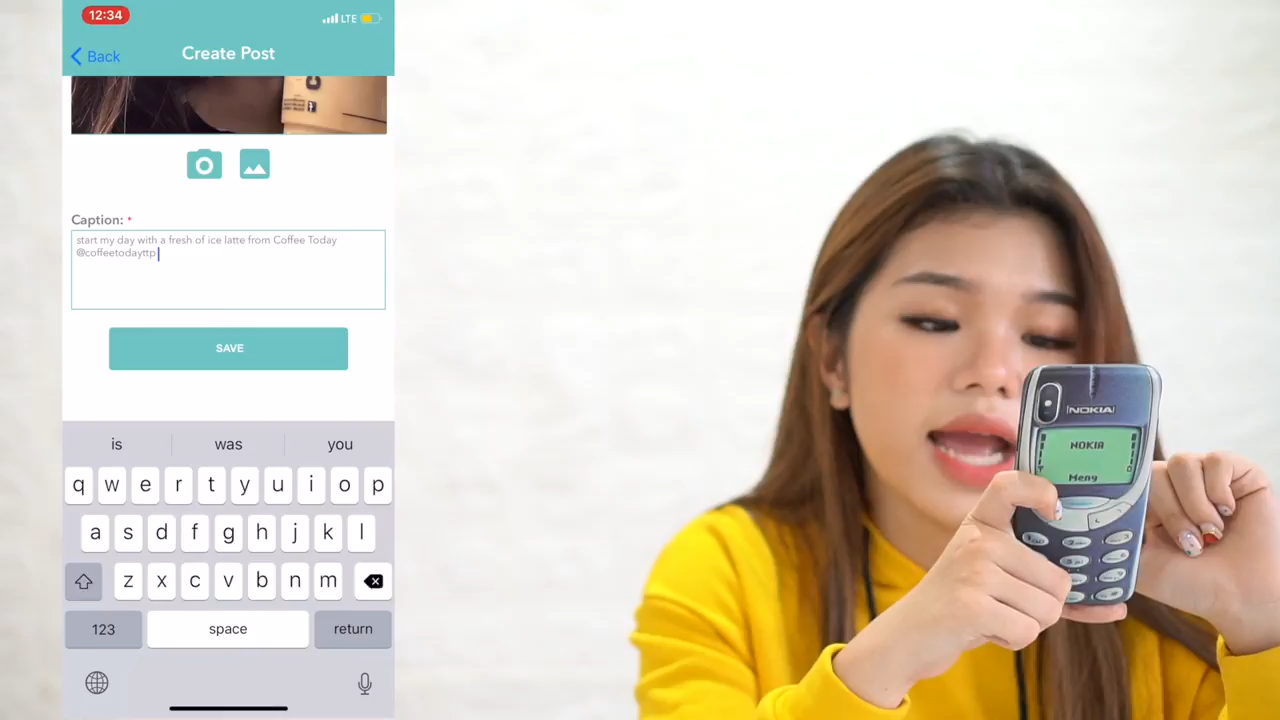 12:34
LTE
Back
Create Post
Caption: *
start my day with a fresh of ice latte from Coffee Today
@coffeetodayttp
SAVE
is was you
q w e r t y u i o p
a s d f g h j k l
z x c v b n m
123 space return
NOKIA
NOKIA
Menu